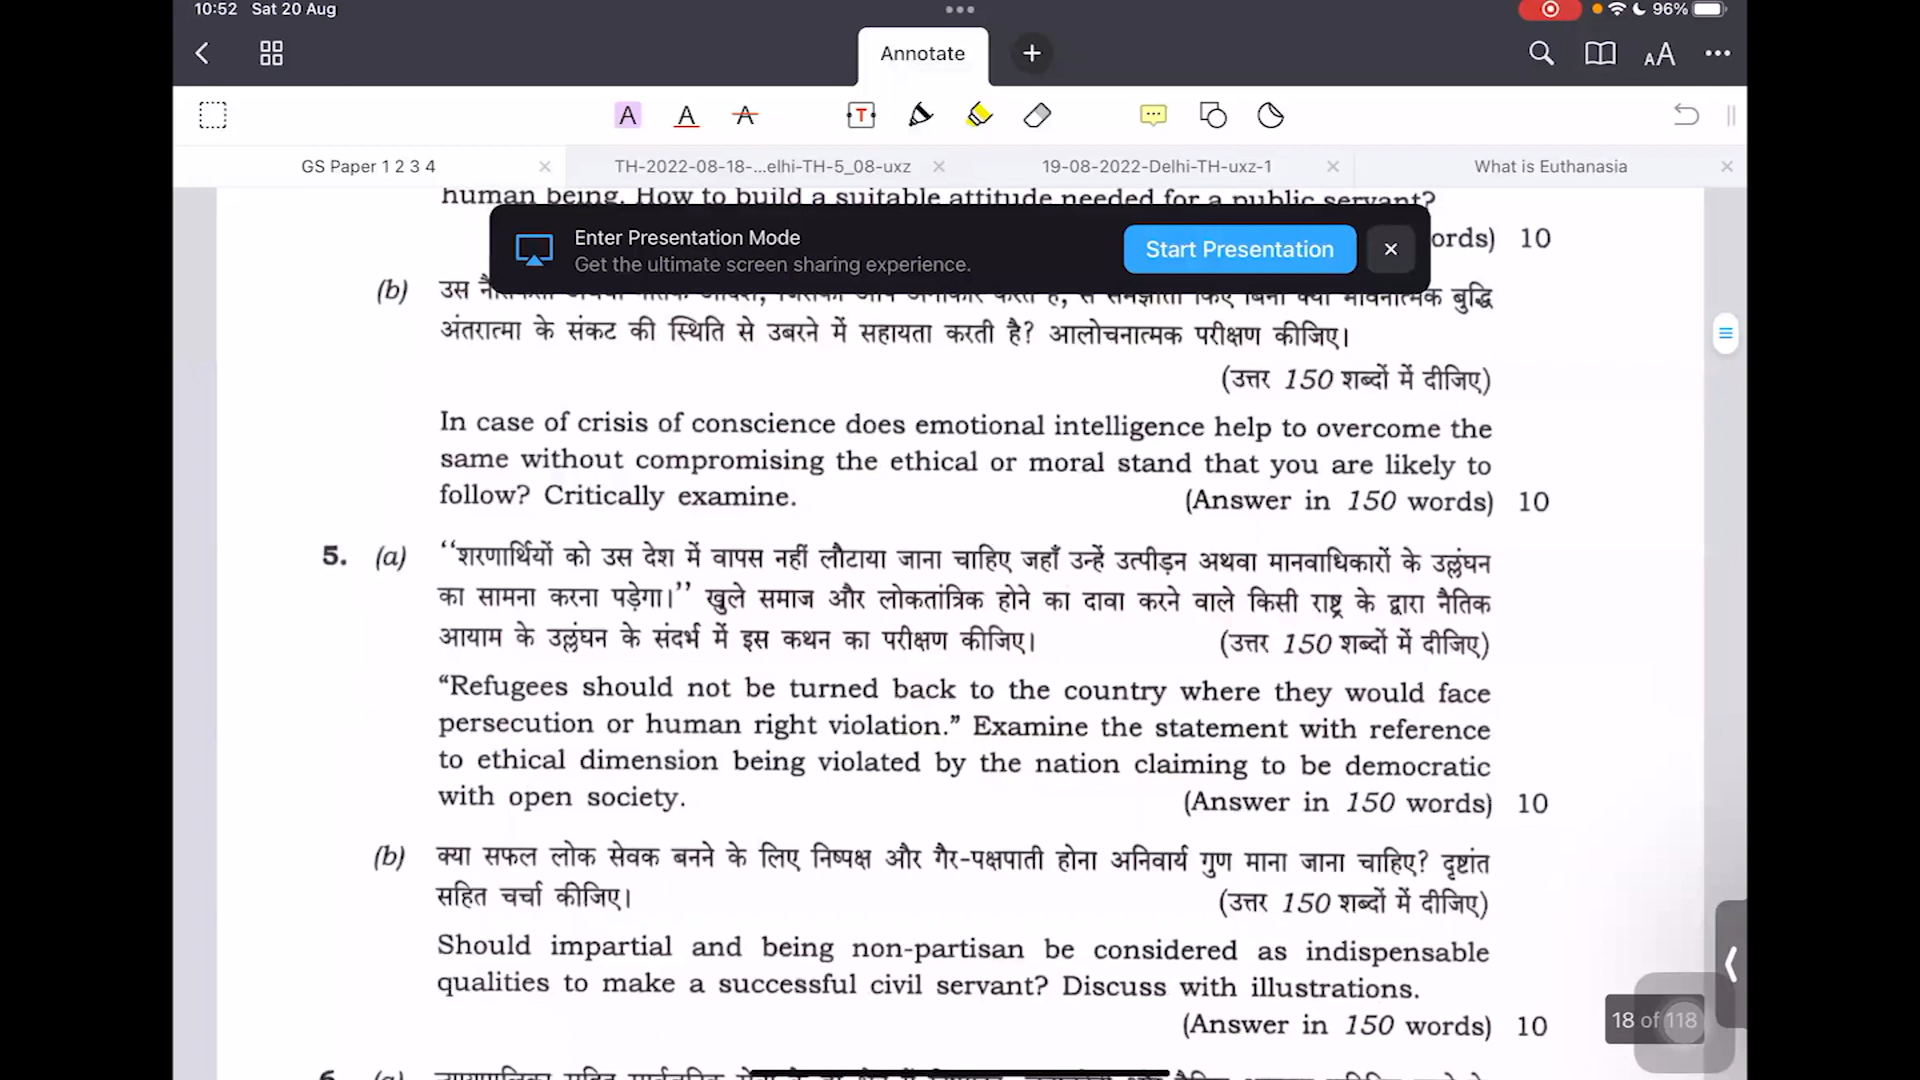 10:52 Sat 20 Aug
96%
Annotate
GS Paper 1 2 3 4
TH-2022-08-18-...elhi-TH-5_08-uxz
19-08-2022-Delhi-TH-uxz-1
What is Euthanasia
human being. How to build a suitable attitude needed for a public servant?
Enter Presentation Mode
Get the ultimate screen sharing experience.
Start Presentation
ords) 10
(b) उस
बुद्धि
अंतरात्मा के संकट की स्थिति से उबरने में सहायता करती है? आलोचनात्मक परीक्षण कीजिए।
(उत्तर 150 शब्दों में दीजिए)
In case of crisis of conscience does emotional intelligence help to overcome the
same without compromising the ethical or moral stand that you are likely to
follow? Critically examine. (Answer in 150 words) 10
5. (a) “शरणार्थियों को उस देश में वापस नहीं लौटाया जाना चाहिए जहाँ उन्हें उत्पीड़न अथवा मानवाधिकारों के उल्लंघन
का सामना करना पड़ेगा।” खुले समाज और लोकतांत्रिक होने का दावा करने वाले किसी राष्ट्र के द्वारा नैतिक
आयाम के उल्लंघन के संदर्भ में इस कथन का परीक्षण कीजिए। (उत्तर 150 शब्दों में दीजिए)
“Refugees should not be turned back to the country where they would face
persecution or human right violation.” Examine the statement with reference
to ethical dimension being violated by the nation claiming to be democratic
with open society. (Answer in 150 words) 10
(b) क्या सफल लोक सेवक बनने के लिए निष्पक्ष और गैर-पक्षपाती होना अनिवार्य गुण माना जाना चाहिए? दृष्टांत
सहित चर्चा कीजिए। (उत्तर 150 शब्दों में दीजिए)
Should impartial and being non-partisan be considered as indispensable
qualities to make a successful civil servant? Discuss with illustrations.
(Answer in 150 words) 10
18 of 118